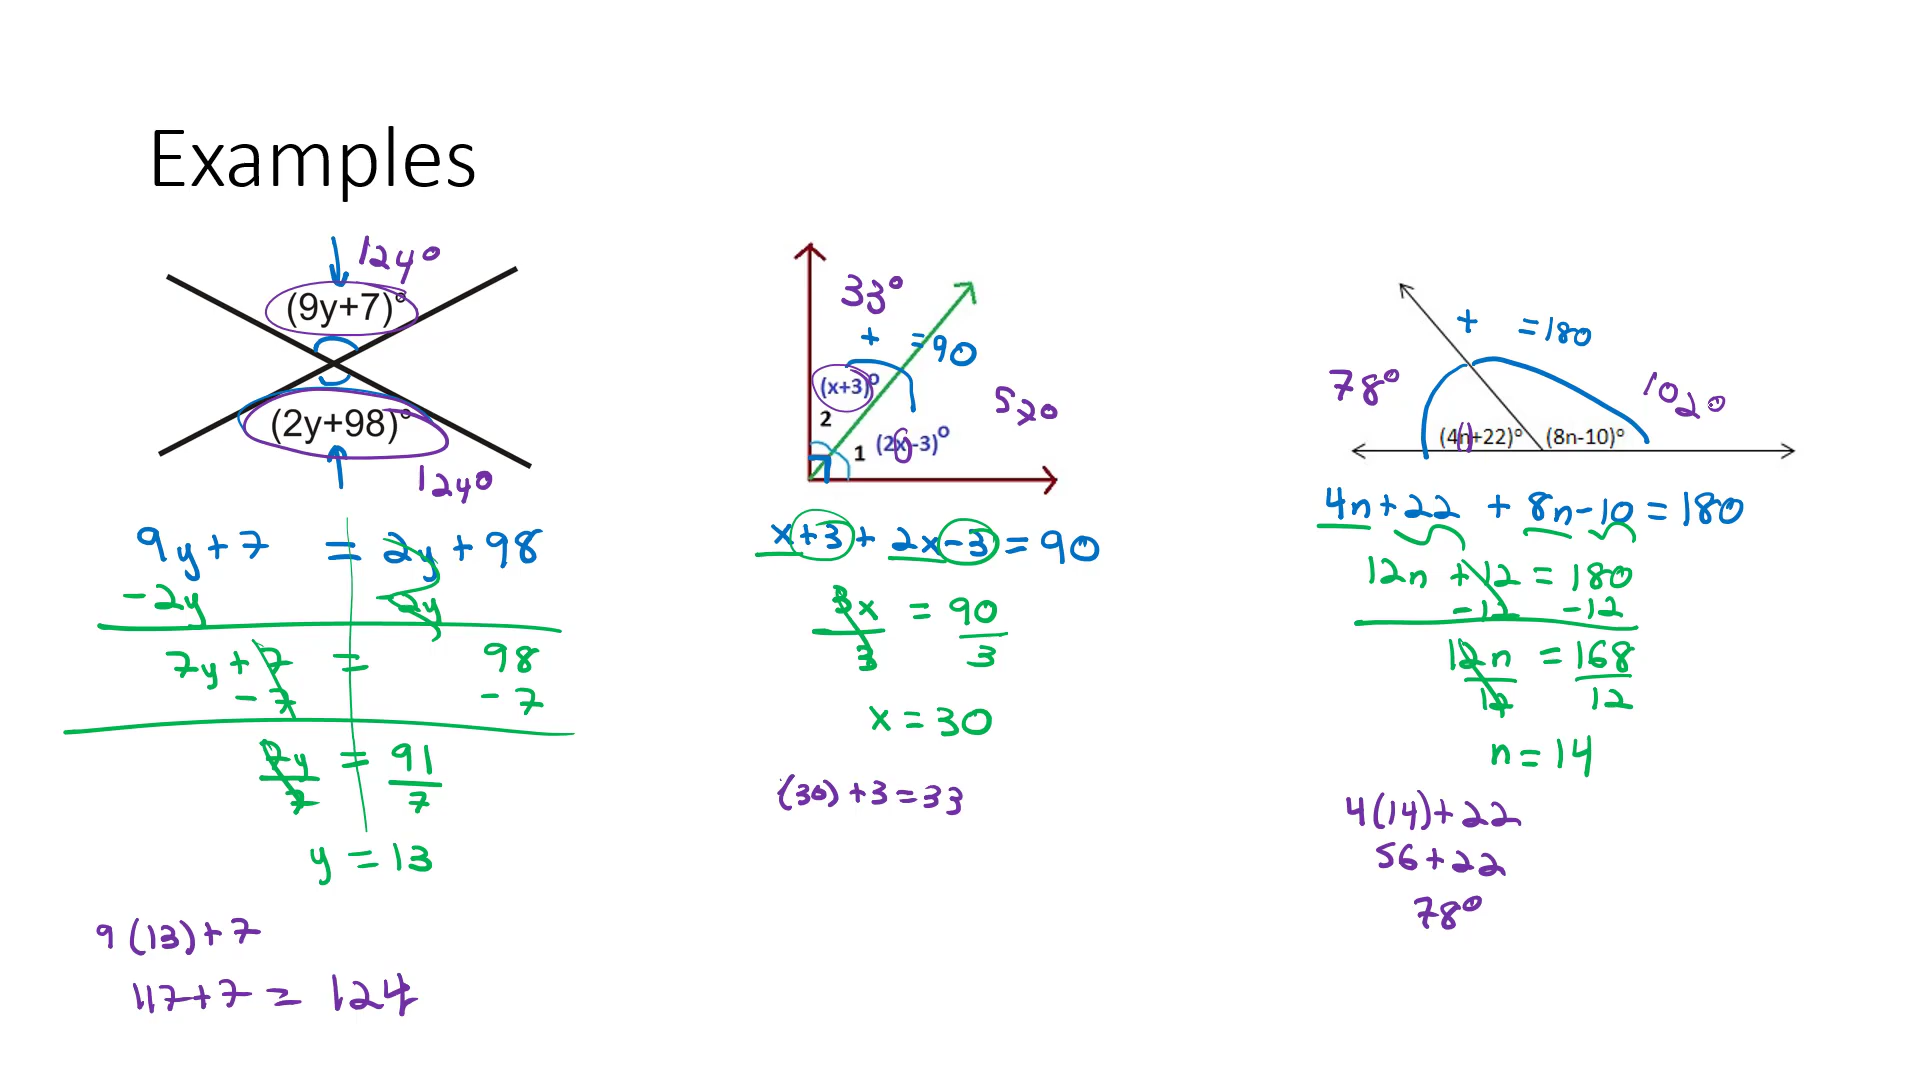 Examples
124°
(9y+7)°
(2y+98)°
124°
9y+7 = 2y+98
-2y -2y
7y+7 = 98
-7 -7
7y = 91
7 7
y = 13
9(13)+7
117+7 = 124
33°
+ =90
(x+3)°
2
1
(2x-3)°
x+3 + 2x-3 = 90
3x = 90
3 3
x = 30
(30)+3=33
+ =180
78°
102°
(4n+22)° (8n-10)°
4n+22 + 8n-10 = 180
12n +12 = 180
-12 -12
12n = 168
12 12
n = 14
4(14)+22
56+22
78°